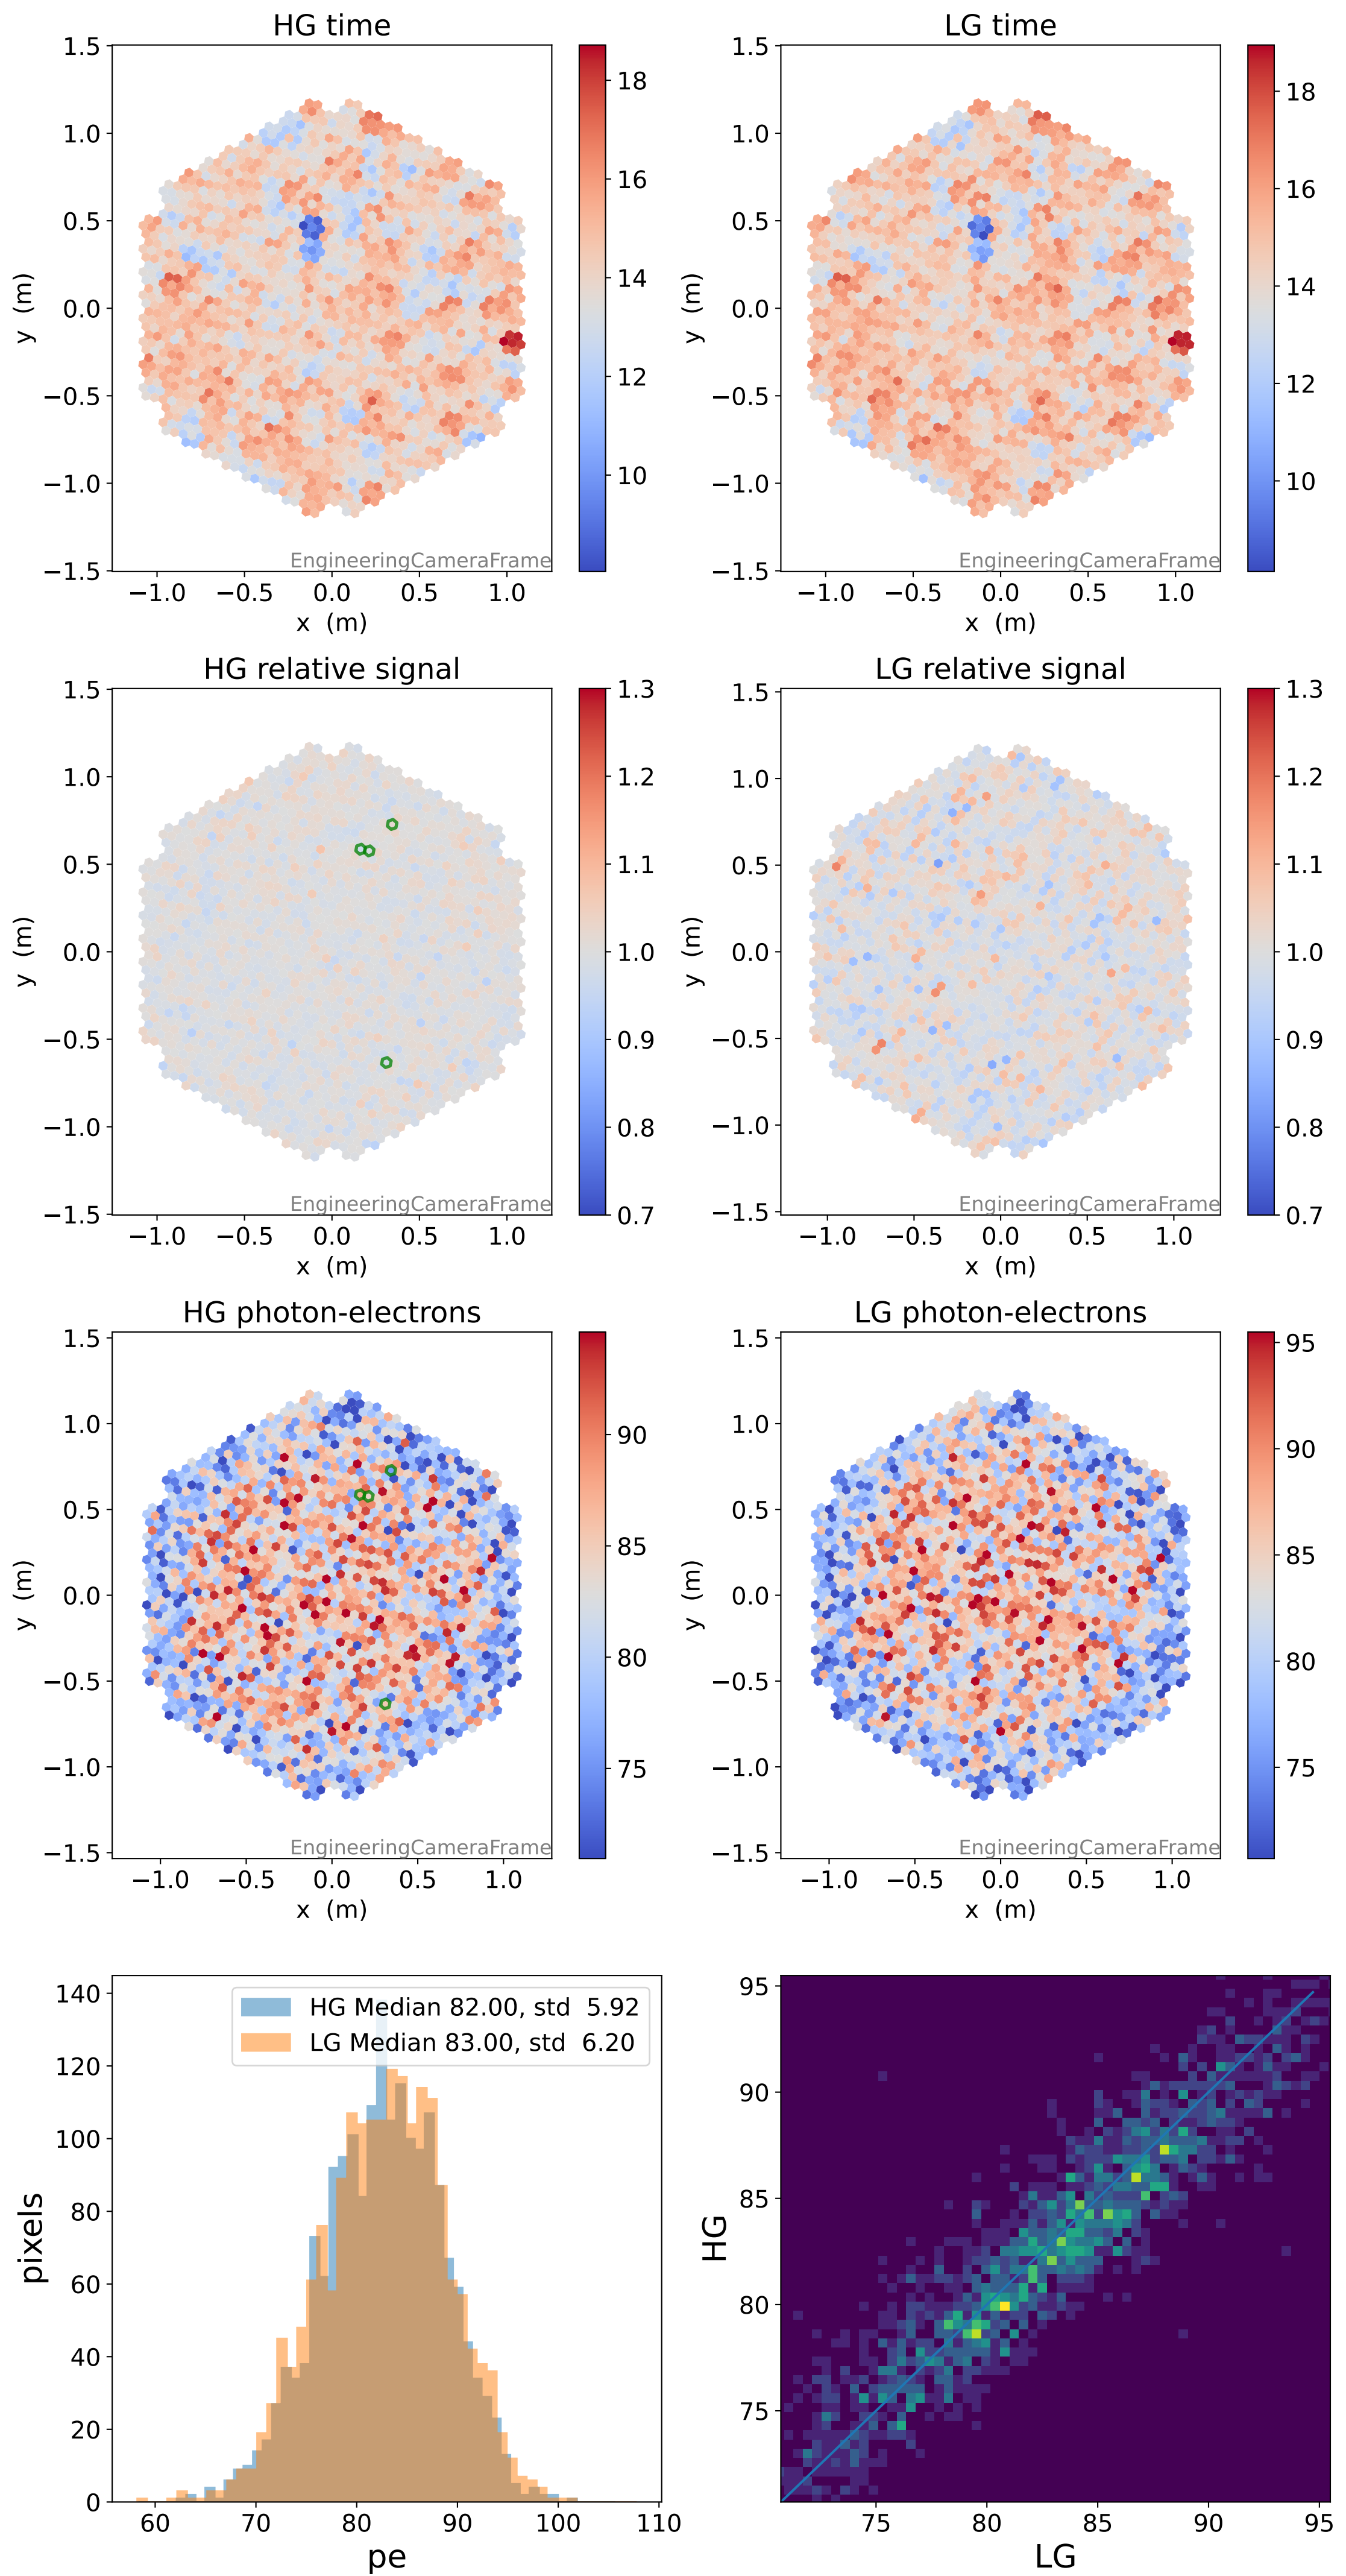 HG time
LG time
1.5
1.0
0.5
0.0
−0.5
−1.0
−1.5
y (m)
−1.0 −0.5 0.0 0.5 1.0
x (m)
EngineeringCameraFrame
18
16
14
12
10
1.5
1.0
0.5
0.0
−0.5
−1.0
−1.5
y (m)
−1.0 −0.5 0.0 0.5 1.0
x (m)
EngineeringCameraFrame
18
16
14
12
10
HG relative signal
LG relative signal
1.5
1.0
0.5
0.0
−0.5
−1.0
−1.5
y (m)
−1.0 −0.5 0.0 0.5 1.0
x (m)
EngineeringCameraFrame
1.3
1.2
1.1
1.0
0.9
0.8
0.7
1.5
1.0
0.5
0.0
−0.5
−1.0
−1.5
y (m)
−1.0 −0.5 0.0 0.5 1.0
x (m)
EngineeringCameraFrame
1.3
1.2
1.1
1.0
0.9
0.8
0.7
HG photon-electrons
LG photon-electrons
1.5
1.0
0.5
0.0
−0.5
−1.0
−1.5
y (m)
−1.0 −0.5 0.0 0.5 1.0
x (m)
EngineeringCameraFrame
90
85
80
75
1.5
1.0
0.5
0.0
−0.5
−1.0
−1.5
y (m)
−1.0 −0.5 0.0 0.5 1.0
x (m)
EngineeringCameraFrame
95
90
85
80
75
HG Median 82.00, std 5.92
LG Median 83.00, std 6.20
140
120
100
80
60
40
20
0
pixels
60 70 80 90 100 110
pe
95
90
85
80
75
HG
75 80 85 90 95
LG